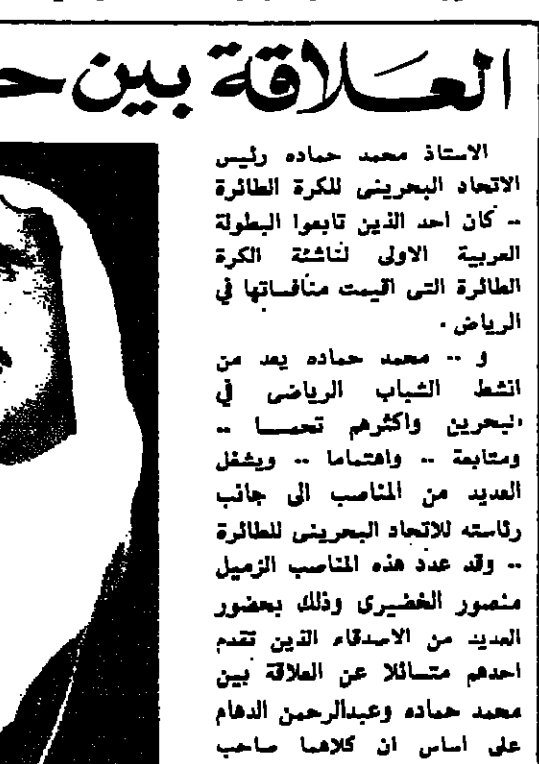 العلاقة بين حـ
الاستاذ محمد حماده رئيس
الاتحاد البحرينى للكرة الطائرة
.. كان احد الذين تابعوا البطولة
العربية الاولى لناشئة الكرة
الطائرة التى اقيمت منافساتها في
الرياض .
و .. محمد حماده يعد من
انشط الشباب الرياضى في
البحرين واكثرهم تحمسا ..
ومتابعة .. واهتماما .. ويشغل
العديد من المناصب الى جانب
رئاسته للاتحاد البحرينى للطائرة
.. وقد عدد هذه المناصب الزميل
منصور الخضيرى وذلك بحضور
العديد من الاصدقاء الذين تقدم
احدهم متسائلا عن العلاقة بين
محمد حماده وعبدالرحمن الدهام
على اساس ان كلاهما صاحب